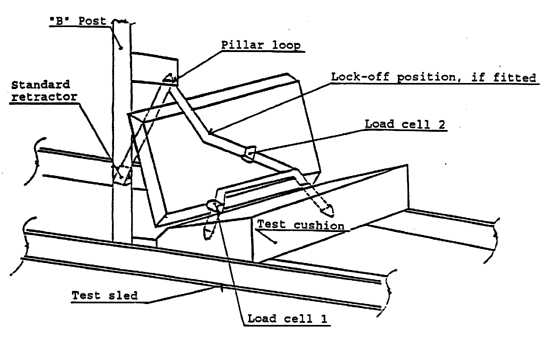 "B" Post
Pillar loop
Standard
retractor
Lock-off position, if fitted
Load cell 2
Test cushion
Test sled
Load cell 1